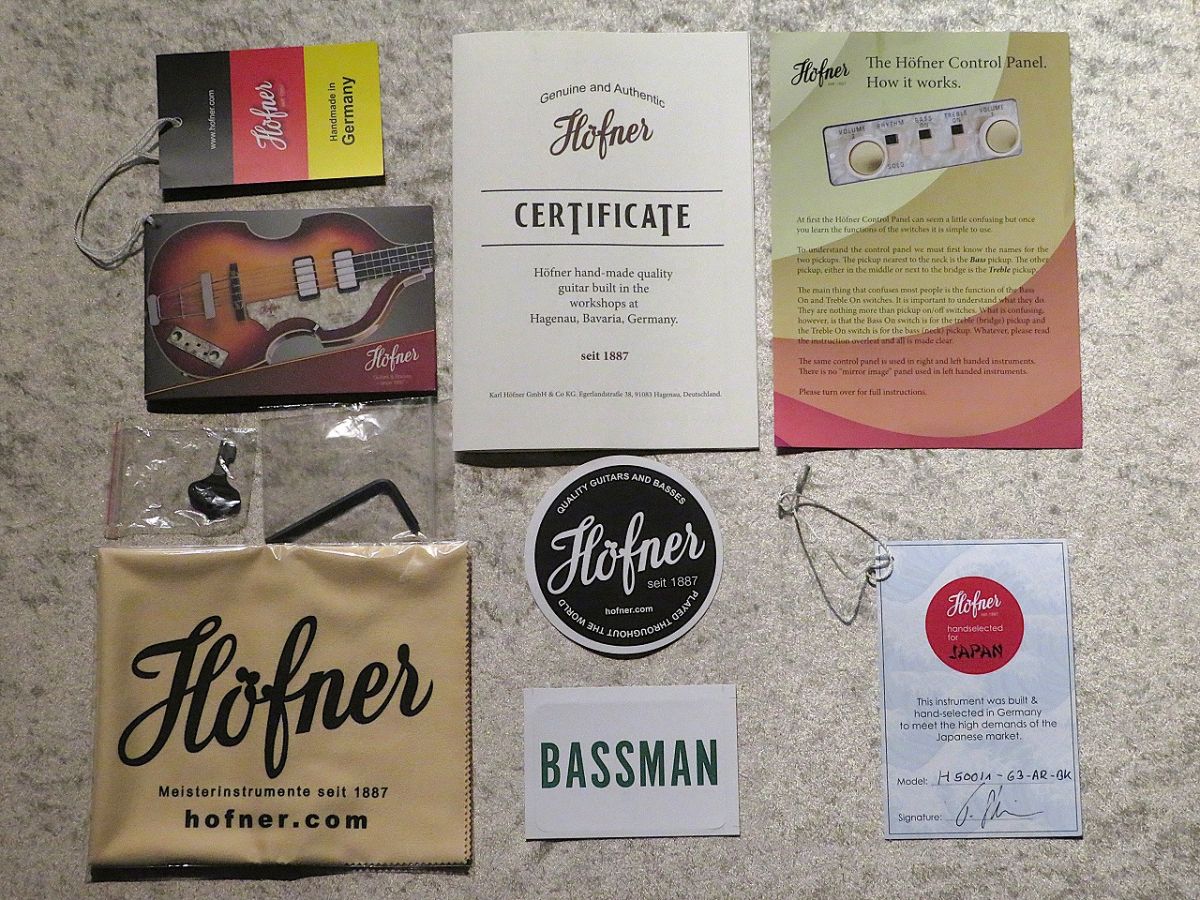 www.hofner.com
Höfner
Handmade in
Germany
Höfner
Genuine and Authentic
Höfner
CERTIFICATE
Höfner hand-made quality
guitar built in the
workshops at
Hagenau, Bavaria, Germany.
seit 1887
Karl Höfner GmbH & Co KG. Egerlandstraße 38, 91083 Hagenau, Deutschland.
Höfner
The Höfner Control Panel.
How it works.
VOLUME
2
RHYTHM
SOLO
BASS
ON
TREBLE
ON
VOLUME
1
At first the Höfner Control Panel can seem a little confusing but once
you learn the functions of the switches it is simple to use.
To understand the control panel we must first know the names for the
two pickups. The pickup nearest to the neck is the Bass pickup. The other
pickup, either in the middle or next to the bridge is the Treble pickup.
The main thing that confuses most people is the function of the Bass
On and Treble On switches. It is important to understand what they do.
They are nothing more than pickup on/off switches. What is confusing,
however, is that the Bass On switch is for the treble (bridge) pickup and
the Treble On switch is for the bass (neck) pickup. Whatever, please read
the instruction overleaf and all is made clear.
The same control panel is used in right and left handed instruments.
There is no "mirror image" panel used in left handed instruments.
Please turn over for full instructions.
QUALITY GUITARS AND BASSES
Höfner
seit 1887
hofner.com
PLAYED THROUGHOUT THE WORLD
Höfner
Meisterinstrumente seit 1887
hofner.com
BASSMAN
Höfner
handselected
for
JAPAN
This instrument was built &
hand-selected in Germany
to meet the high demands of the
Japanese market.
Model: H500/1-63-AR-BK
Signature: